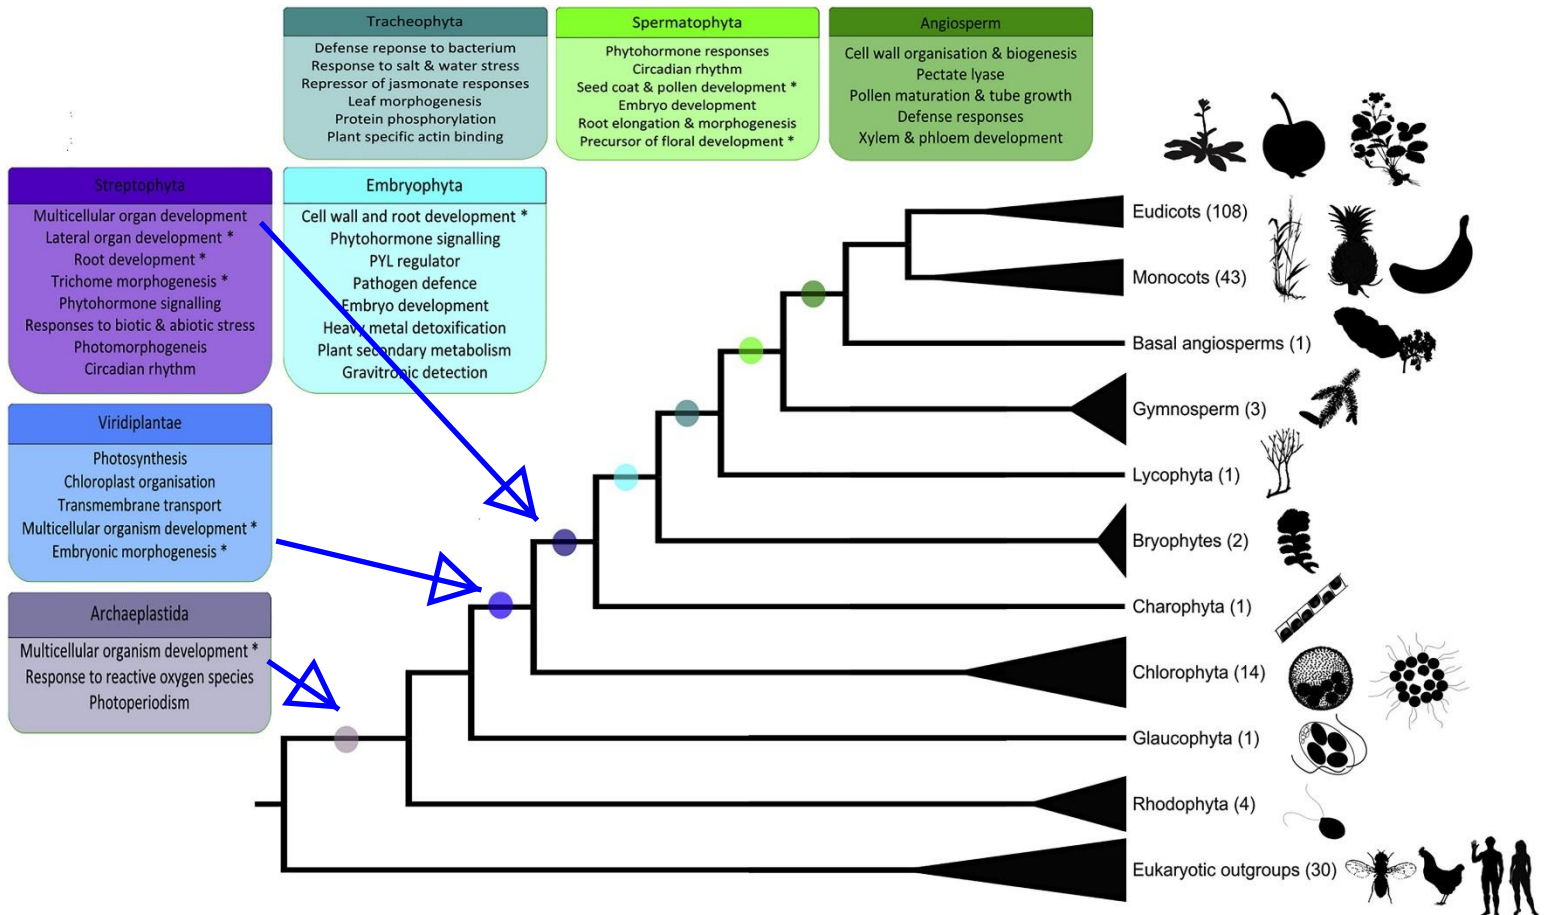 Tracheophyta
Defense reponse to bacterium
Response to salt & water stress
Repressor of jasmonate responses
Leaf morphogenesis
Protein phosphorylation
Plant specific actin binding
Spermatophyta
Phytohormone responses
Circadian rhythm
Seed coat & pollen development *
Embryo development
Root elongation & morphogenesis
Precursor of floral development *
Angiosperm
Cell wall organisation & biogenesis
Pectate lyase
Pollen maturation & tube growth
Defense responses
Xylem & phloem development
Streptophyta
Multicellular organ development
Lateral organ development *
Root development *
Trichome morphogenesis *
Phytohormone signalling
Responses to biotic & abiotic stress
Photomorphogeneis
Circadian rhythm
Embryophyta
Cell wall and root development *
Phytohormone signalling
PYL regulator
Pathogen defence
Embryo development
Heavy metal detoxification
Plant secondary metabolism
Gravitropic detection
Viridiplantae
Photosynthesis
Chloroplast organisation
Transmembrane transport
Multicellular organism development *
Embryonic morphogenesis *
Archaeplastida
Multicellular organism development *
Response to reactive oxygen species
Photoperiodism
Eudicots (108)
Monocots (43)
Basal angiosperms (1)
Gymnosperm (3)
Lycophyta (1)
Bryophytes (2)
Charophyta (1)
Chlorophyta (14)
Glaucophyta (1)
Rhodophyta (4)
Eukaryotic outgroups (30)